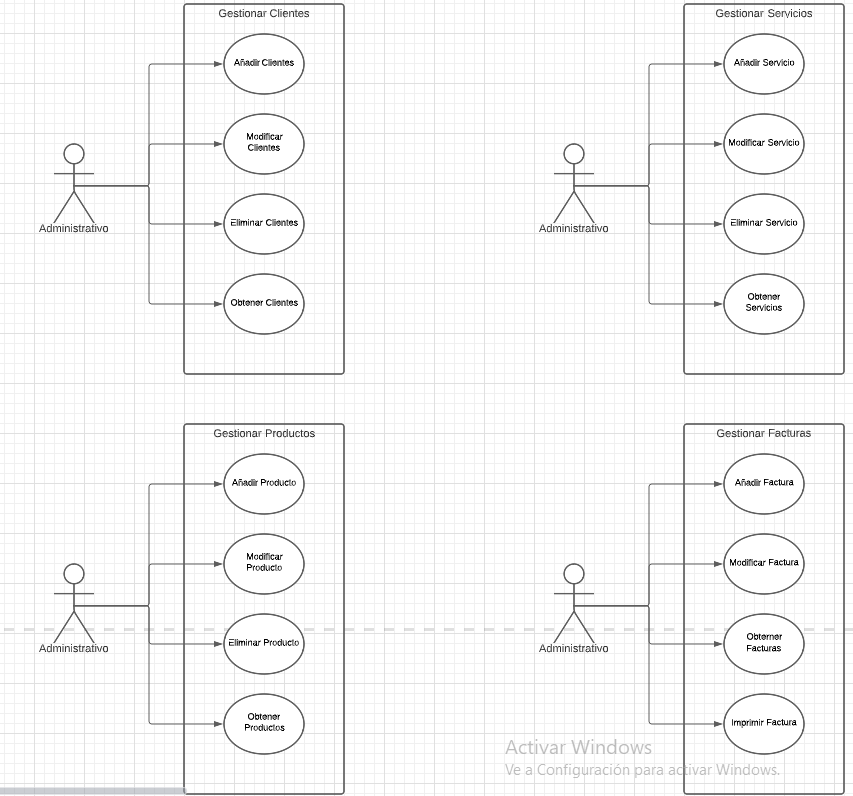 Gestionar Clientes
Añadir Clientes
Modificar
Clientes
Eliminar Clientes
Obtener Clientes
Administrativo
Gestionar Servicios
Añadir Servicio
Modificar Servicio
Eliminar Servicio
Obtener
Servicios
Administrativo
Gestionar Productos
Añadir Producto
Modificar
Producto
Eliminar Producto
Obtener
Productos
Administrativo
Gestionar Facturas
Añadir Factura
Modificar Factura
Obterner
Facturas
Imprimir Factura
Administrativo
Activar Windows
Ve a Configuración para activar Windows.